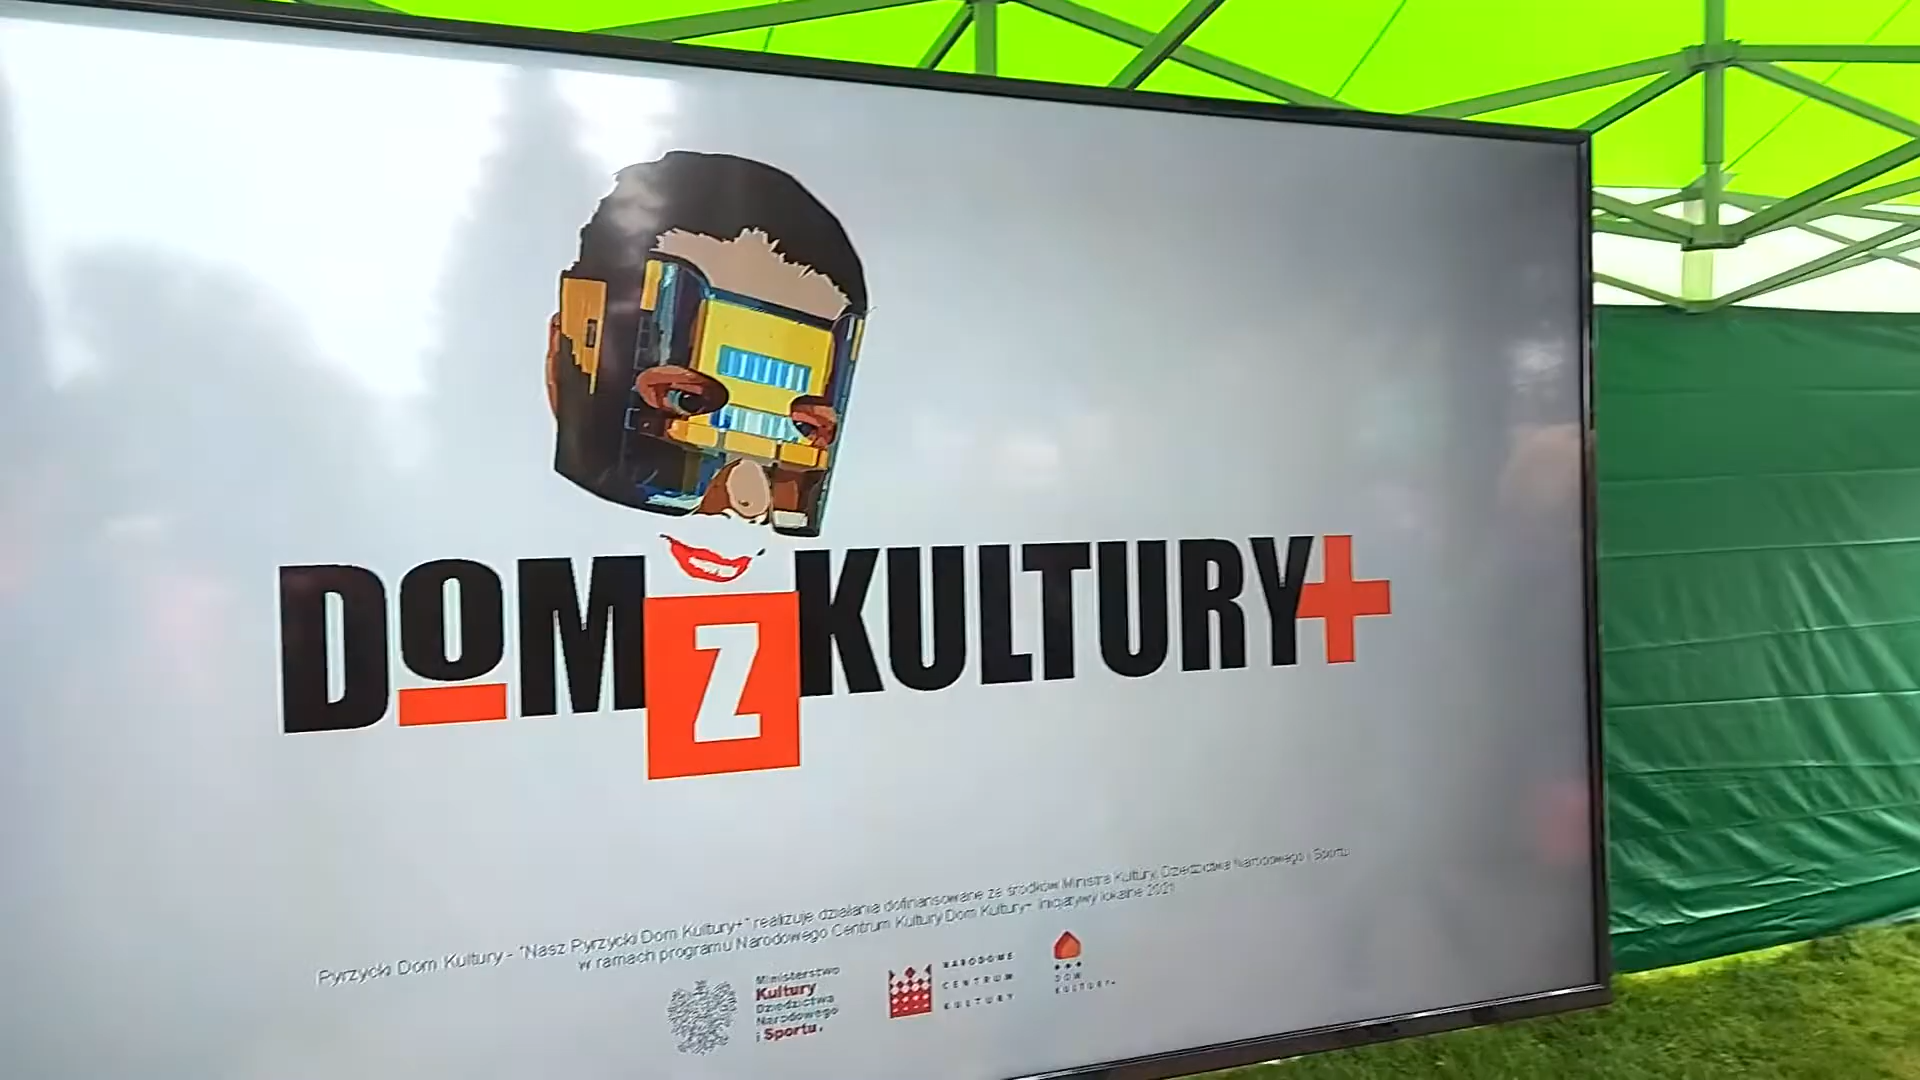 DOM Z KULTURY+
Pyrzycki Dom Kultury - "Nasz Pyrzycki Dom Kultury+" realizuje działania dofinansowane ze środków Ministra Kultury, Dziedzictwa Narodowego i Sportu
w ramach programu Narodowego Centrum Kultury Dom Kultury+ Inicjatywy lokalne 2021
Ministerstwo
Kultury
Dziedzictwa
Narodowego
i Sportu.
NARODOWE
CENTRUM
KULTURY
DOM
KULTURY+